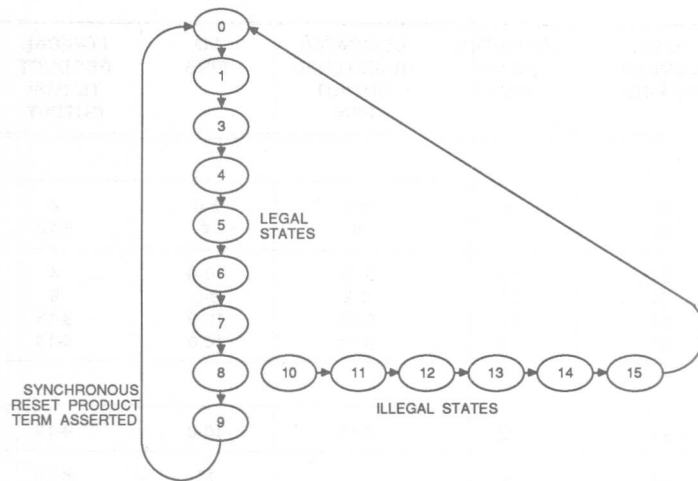 0
1
3
4
5
LEGAL
STATES
6
7
8
10
11
12
13
14
15
SYNCHRONOUS
RESET PRODUCT
TERM ASSERTED
ILLEGAL STATES
9